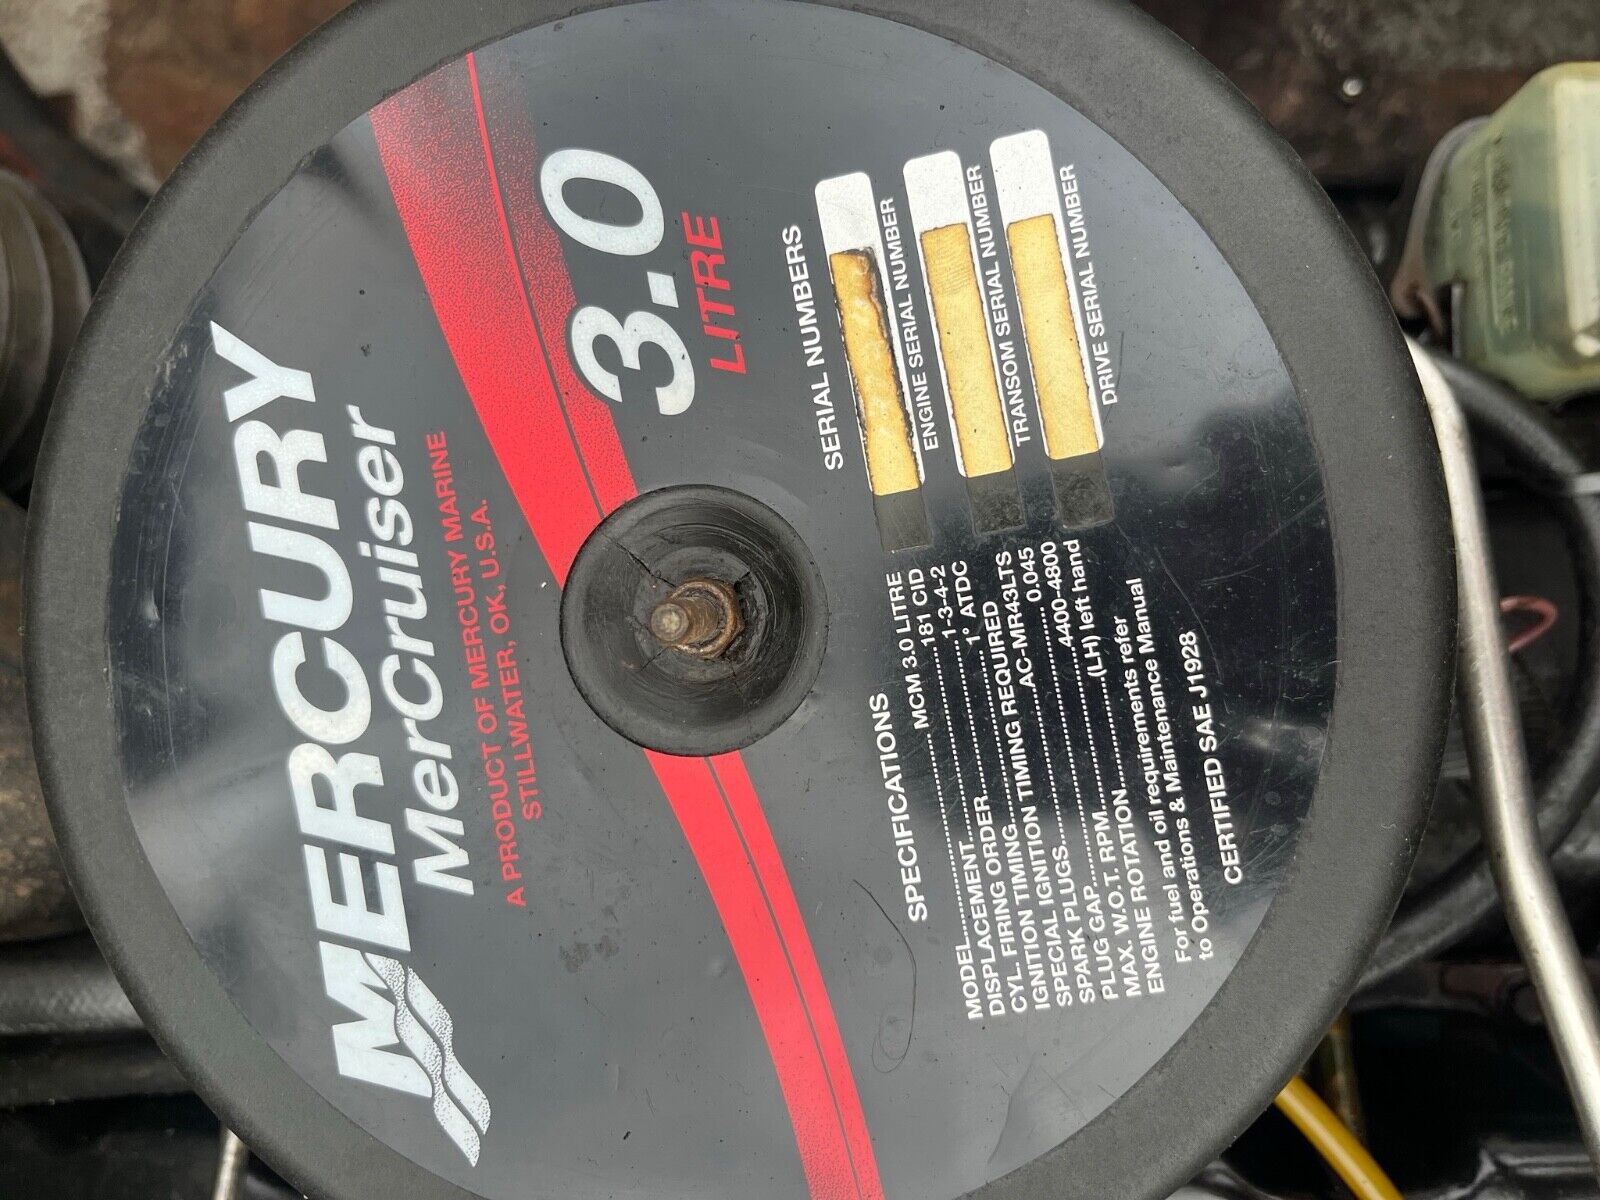 MERCURY
MerCruiser
A PRODUCT OF MERCURY MARINE
STILLWATER, OK., U.S.A.
3.0
LITRE
SERIAL NUMBERS
ENGINE SERIAL NUMBER
TRANSOM SERIAL NUMBER
DRIVE SERIAL NUMBER
SPECIFICATIONS
MODEL.......... MCM 3.0 LITRE
DISPLACEMENT..........181 CID
CYL. FIRING ORDER..........1-3-4-2
IGNITION TIMING..........1° ATDC
SPECIAL IGNITION TIMING REQUIRED
SPARK PLUGS..........AC-MR43LTS
PLUG GAP.......... 0.045
MAX. W.O.T. RPM..........4400-4800
ENGINE ROTATION..........(LH) left hand
For fuel and oil requirements refer
to Operations & Maintenance Manual
CERTIFIED SAE J1928